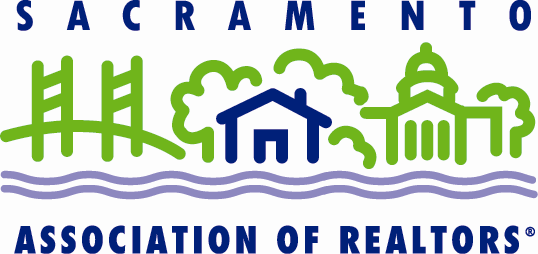 SACRAMENTO
ASSOCIATION OF REALTORS®